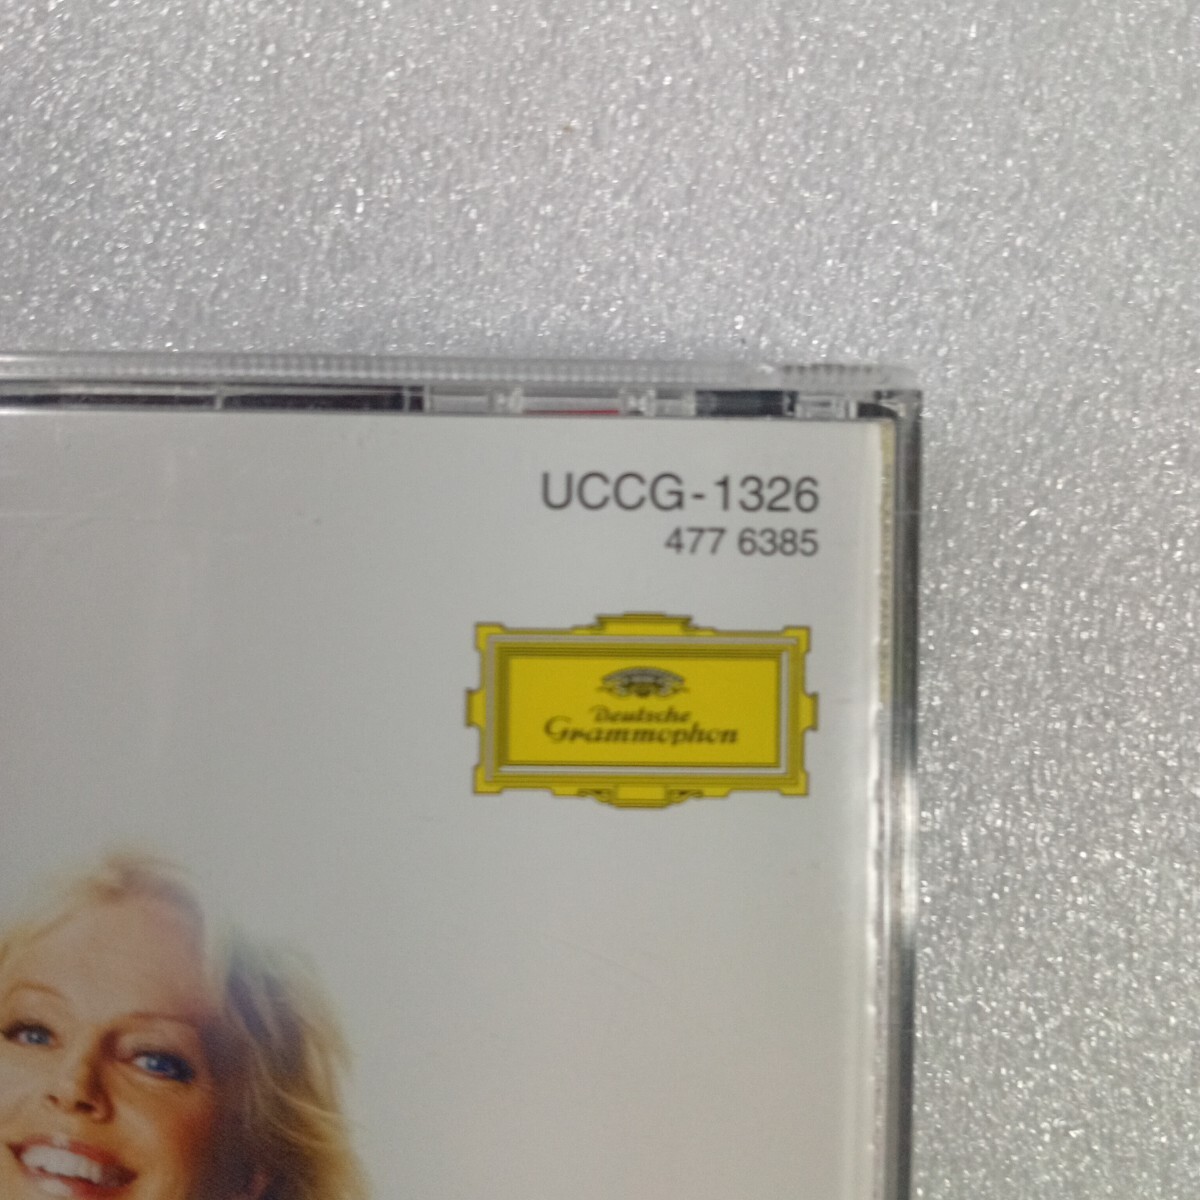 UCCG-1326
477 6385
Deutsche
Grammophon